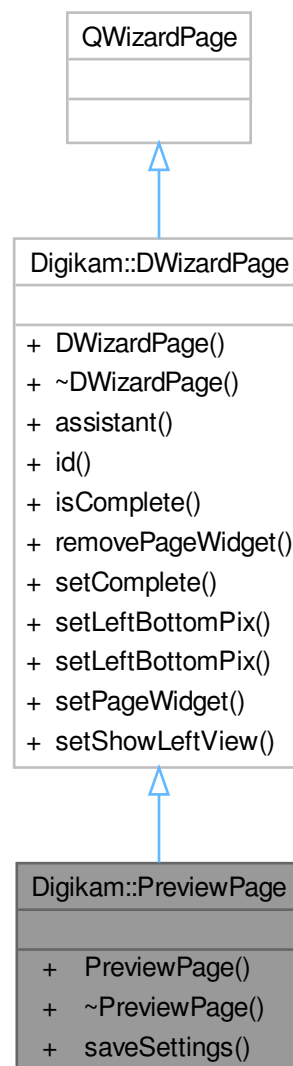 QWizardPage
Digikam::DWizardPage
+ DWizardPage()
+ ~DWizardPage()
+ assistant()
+ id()
+ isComplete()
+ removePageWidget()
+ setComplete()
+ setLeftBottomPix()
+ setLeftBottomPix()
+ setPageWidget()
+ setShowLeftView()
Digikam::PreviewPage
+ PreviewPage()
+ ~PreviewPage()
+ saveSettings()